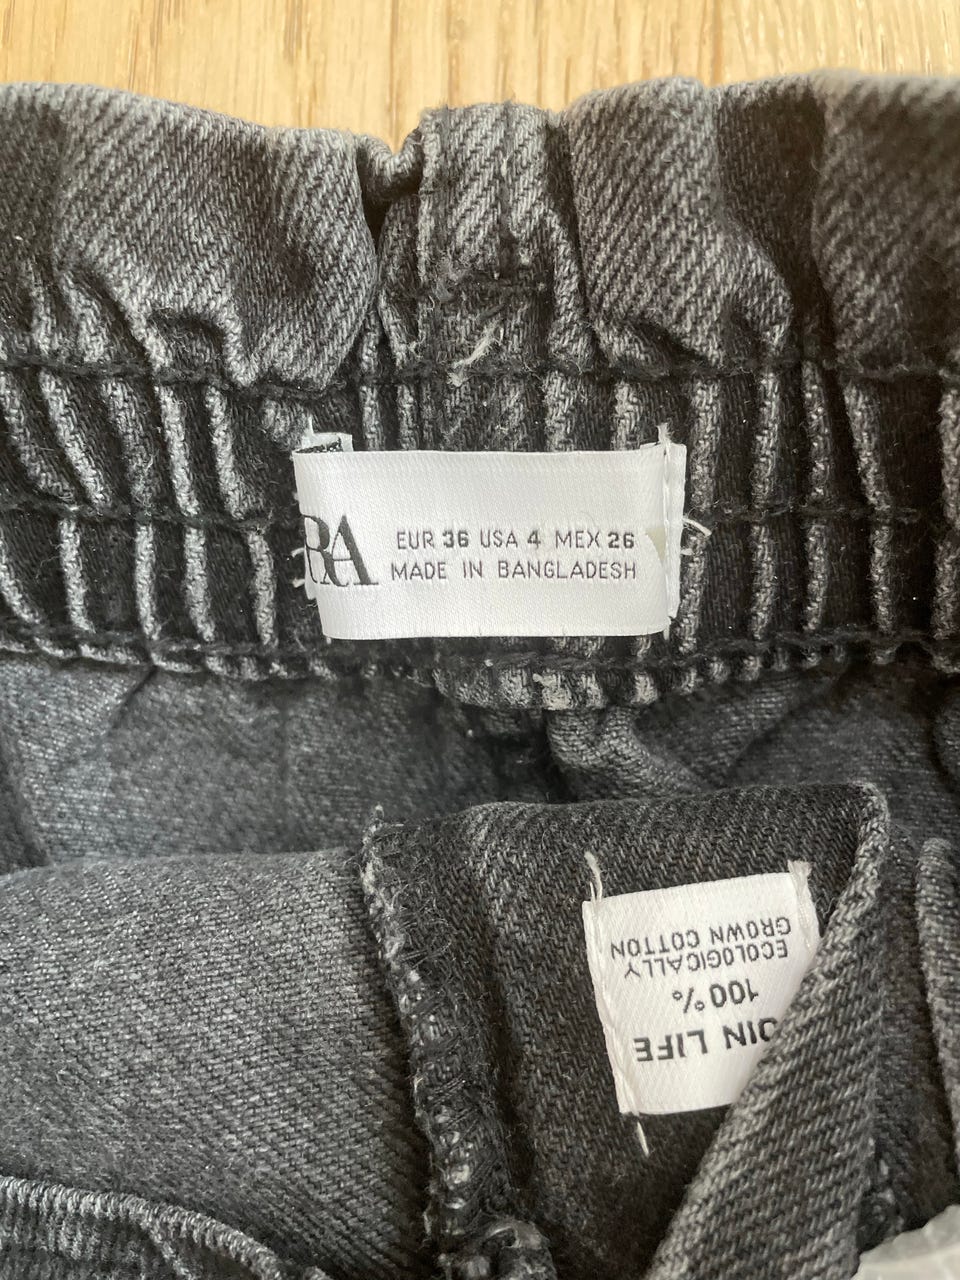 RA
EUR 36 USA 4 MEX 26
MADE IN BANGLADESH
OIN LIFE
100%
ECOLOGICALLY
GROWN COTTON